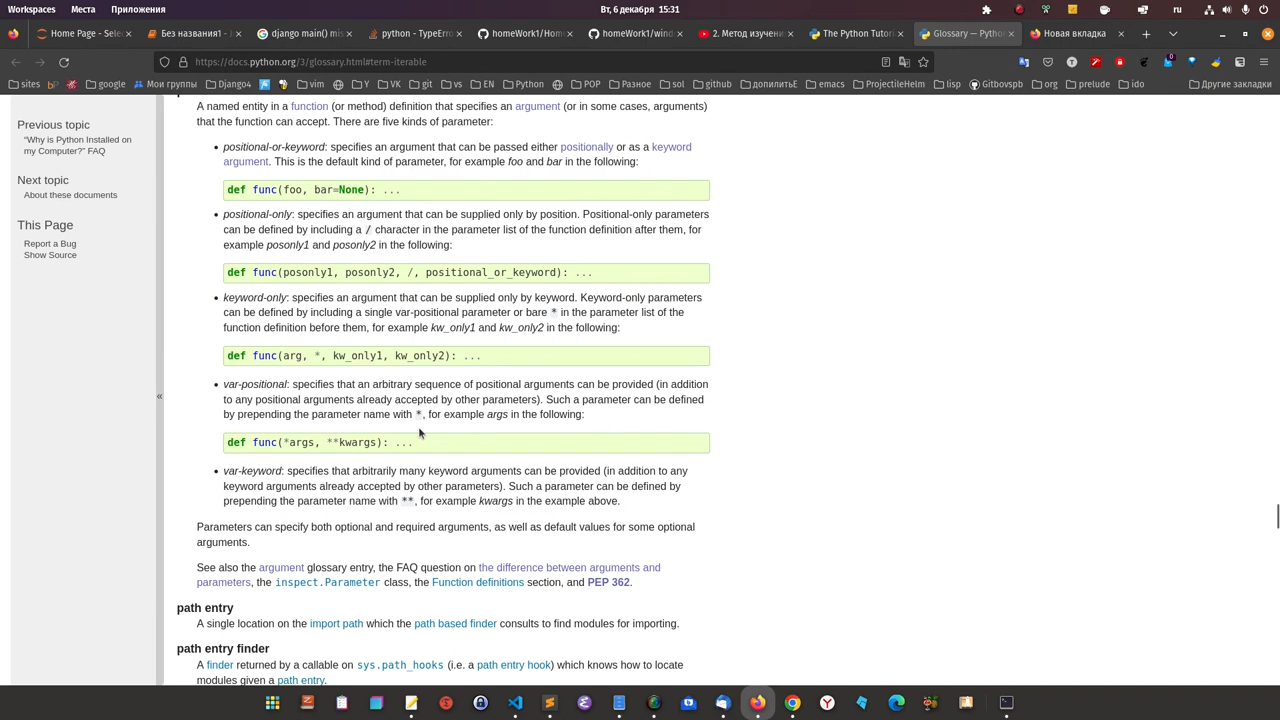 Workspaces Места Приложения Вт, 6 декабря 15:31 ru
Home Page - Sele Без названия1 - J django main() mis python - TypeErro homeWork1/Hom homeWork1/wind 2. Метод изучени The Python Tutori Glossary — Pytho Новая вкладка
https://docs.python.org/3/glossary.html#term-iterable
sites google Мои группы vim YA VK git vs EN Python POP Разное sol github допилитьЕ emacs ProjectileHelm lisp Gitbovspb org prelude ido Другие закладки
Previous topic
"Why is Python Installed on
my Computer?" FAQ
Next topic
About these documents
This Page
Report a Bug
Show Source
«
A named entity in a function (or method) definition that specifies an argument (or in some cases, arguments)
that the function can accept. There are five kinds of parameter:
• positional-or-keyword: specifies an argument that can be passed either positionally or as a keyword
argument. This is the default kind of parameter, for example foo and bar in the following:
def func(foo, bar=None): ...
• positional-only: specifies an argument that can be supplied only by position. Positional-only parameters
can be defined by including a / character in the parameter list of the function definition after them, for
example posonly1 and posonly2 in the following:
def func(posonly1, posonly2, /, positional_or_keyword): ...
• keyword-only: specifies an argument that can be supplied only by keyword. Keyword-only parameters
can be defined by including a single var-positional parameter or bare * in the parameter list of the
function definition before them, for example kw_only1 and kw_only2 in the following:
def func(arg, *, kw_only1, kw_only2): ...
• var-positional: specifies that an arbitrary sequence of positional arguments can be provided (in addition
to any positional arguments already accepted by other parameters). Such a parameter can be defined
by prepending the parameter name with *, for example args in the following:
def func(*args, **kwargs): ...
• var-keyword: specifies that arbitrarily many keyword arguments can be provided (in addition to any
keyword arguments already accepted by other parameters). Such a parameter can be defined by
prepending the parameter name with **, for example kwargs in the example above.
Parameters can specify both optional and required arguments, as well as default values for some optional
arguments.
See also the argument glossary entry, the FAQ question on the difference between arguments and
parameters, the inspect.Parameter class, the Function definitions section, and PEP 362.
path entry
A single location on the import path which the path based finder consults to find modules for importing.
path entry finder
A finder returned by a callable on sys.path_hooks (i.e. a path entry hook) which knows how to locate
modules given a path entry.